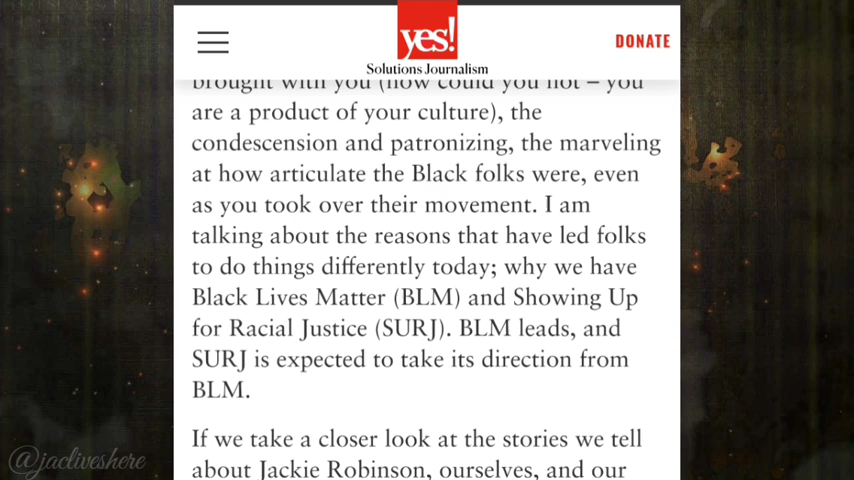 yes!
Solutions Journalism
DONATE
brought with you (how could you not – you
are a product of your culture), the
condescension and patronizing, the marveling
at how articulate the Black folks were, even
as you took over their movement. I am
talking about the reasons that have led folks
to do things differently today; why we have
Black Lives Matter (BLM) and Showing Up
for Racial Justice (SURJ). BLM leads, and
SURJ is expected to take its direction from
BLM.
If we take a closer look at the stories we tell
about Jackie Robinson, ourselves, and our
@jacliveshere